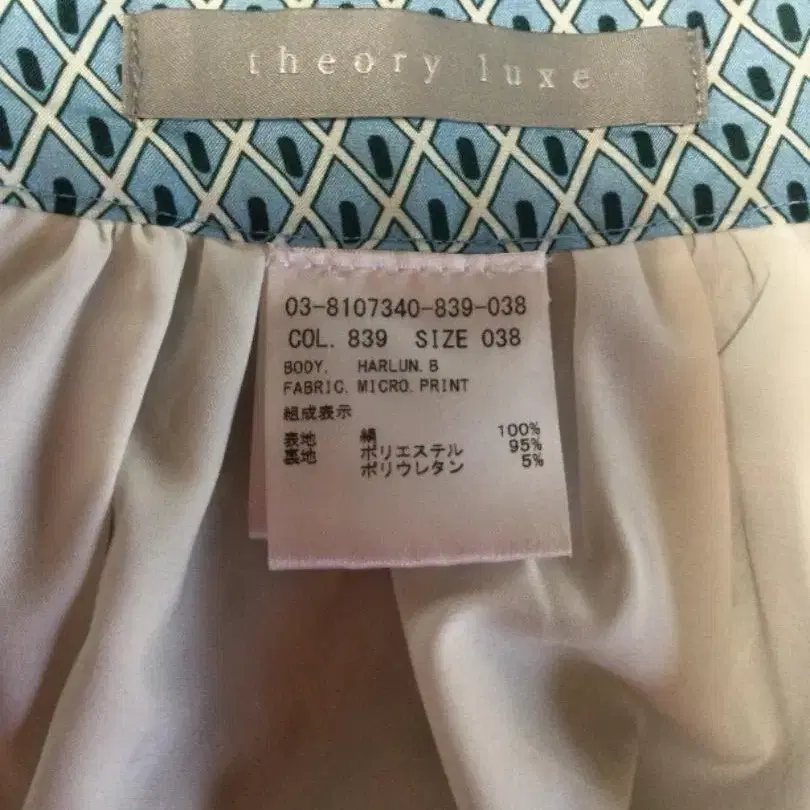 theory luxe
03-8107340-839-038
COL. 839 SIZE 038
BODY. HARLUN. B
FABRIC. MICRO. PRINT
組成表示
表地 絹 100%
裏地 ポリエステル 95%
ポリウレタン 5%